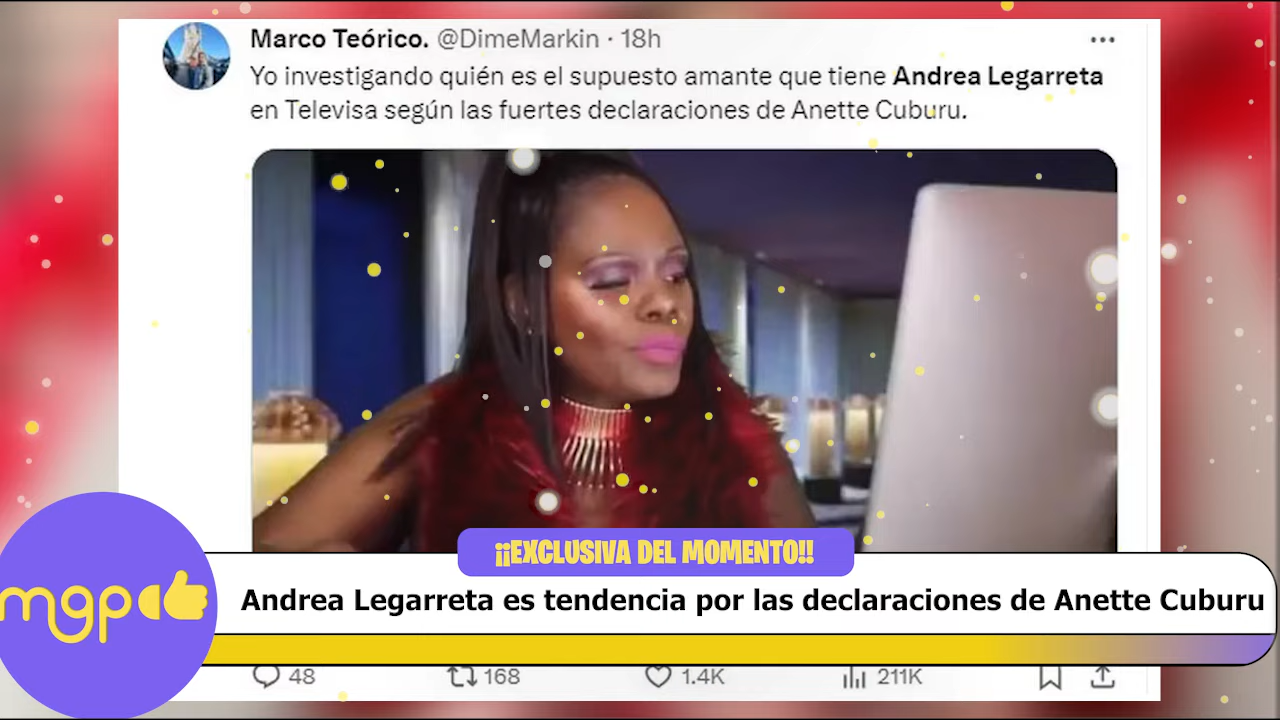 Marco Teórico. @DimeMarkin · 18h
Yo investigando quién es el supuesto amante que tiene Andrea Legarreta
en Televisa según las fuertes declaraciones de Anette Cuburu.
¡¡EXCLUSIVA DEL MOMENTO!!
mgp
Andrea Legarreta es tendencia por las declaraciones de Anette Cuburu
48 168 1.4K 211K